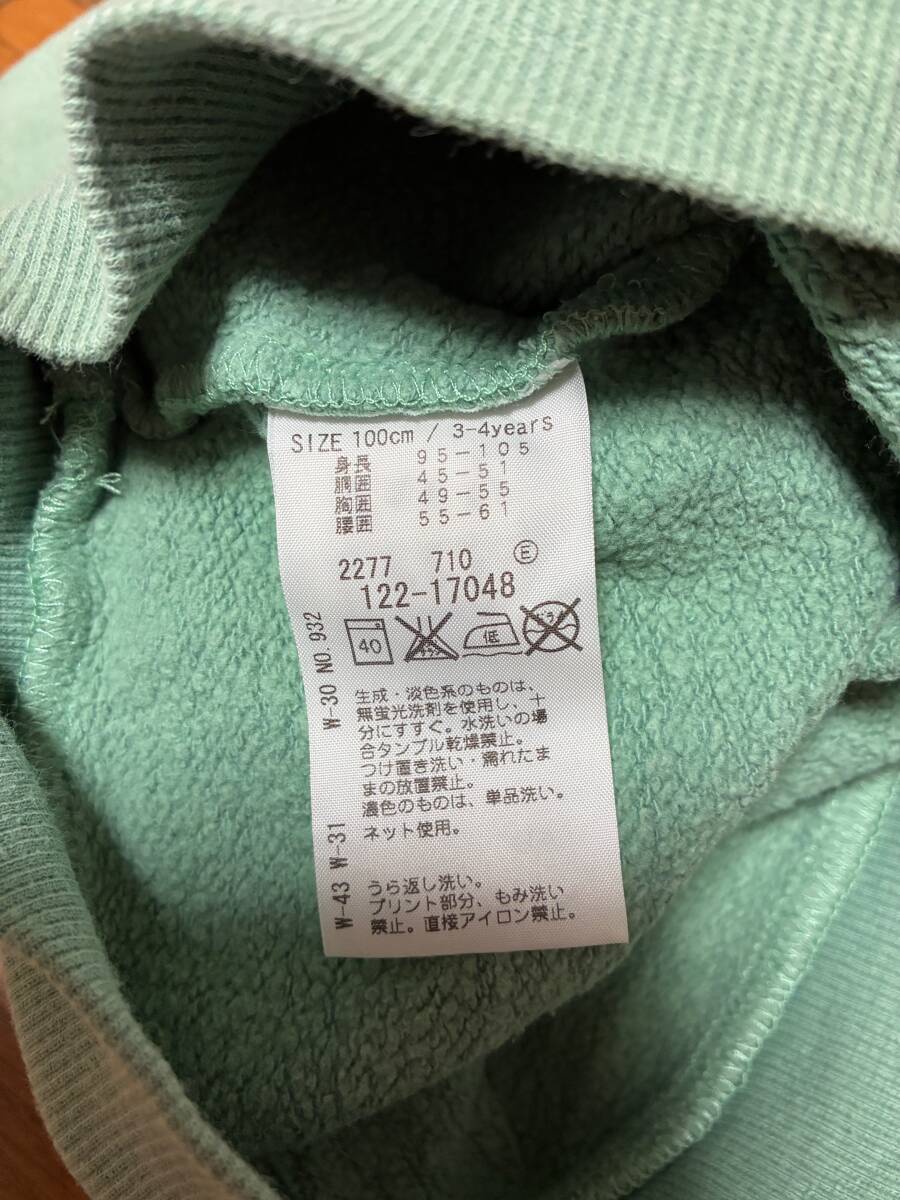 SIZE 100cm / 3-4years
身長 95-105
胴囲 45-51
胸囲 49-55
腰囲 55-61
2277 710 Ⓔ
122-17048
40 低
生成・淡色系のものは、
無蛍光洗剤を使用し、十
分にすすぐ。水洗いの場
合タンブル乾燥禁止。
つけ置き洗い・濡れたま
まの放置禁止。
濃色のものは、単品洗い。
ネット使用。
うら返し洗い。
プリント部分、もみ洗い
禁止。直接アイロン禁止。
W-43 W-31 W-30 NO.932